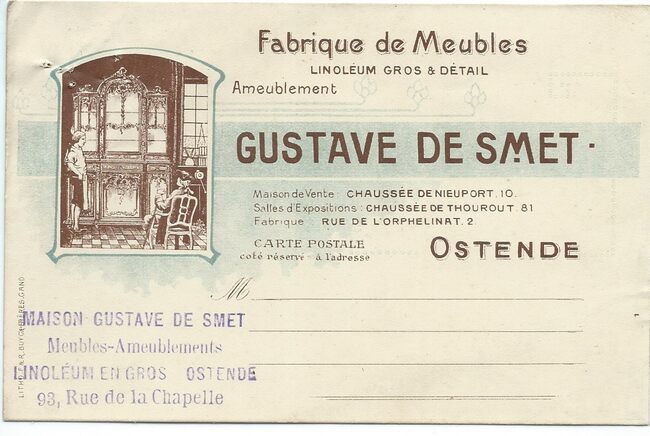 Fabrique de Meubles
LINOLÉUM GROS & DÉTAIL
Ameublement
GUSTAVE DE SMET
Maison de Vente : CHAUSSÉE DE NIEUPORT. 10.
Salles d'Expositions : CHAUSSÉE DE THOUROUT. 81
Fabrique : RUE DE L'ORPHELINAT. 2
CARTE POSTALE
coté réservé à l'adresse
OSTENDE
M
MAISON GUSTAVE DE SMET
Meubles-Ameublements
LINOLÉUM EN GROS OSTENDE
93, Rue de la Chapelle
GAND